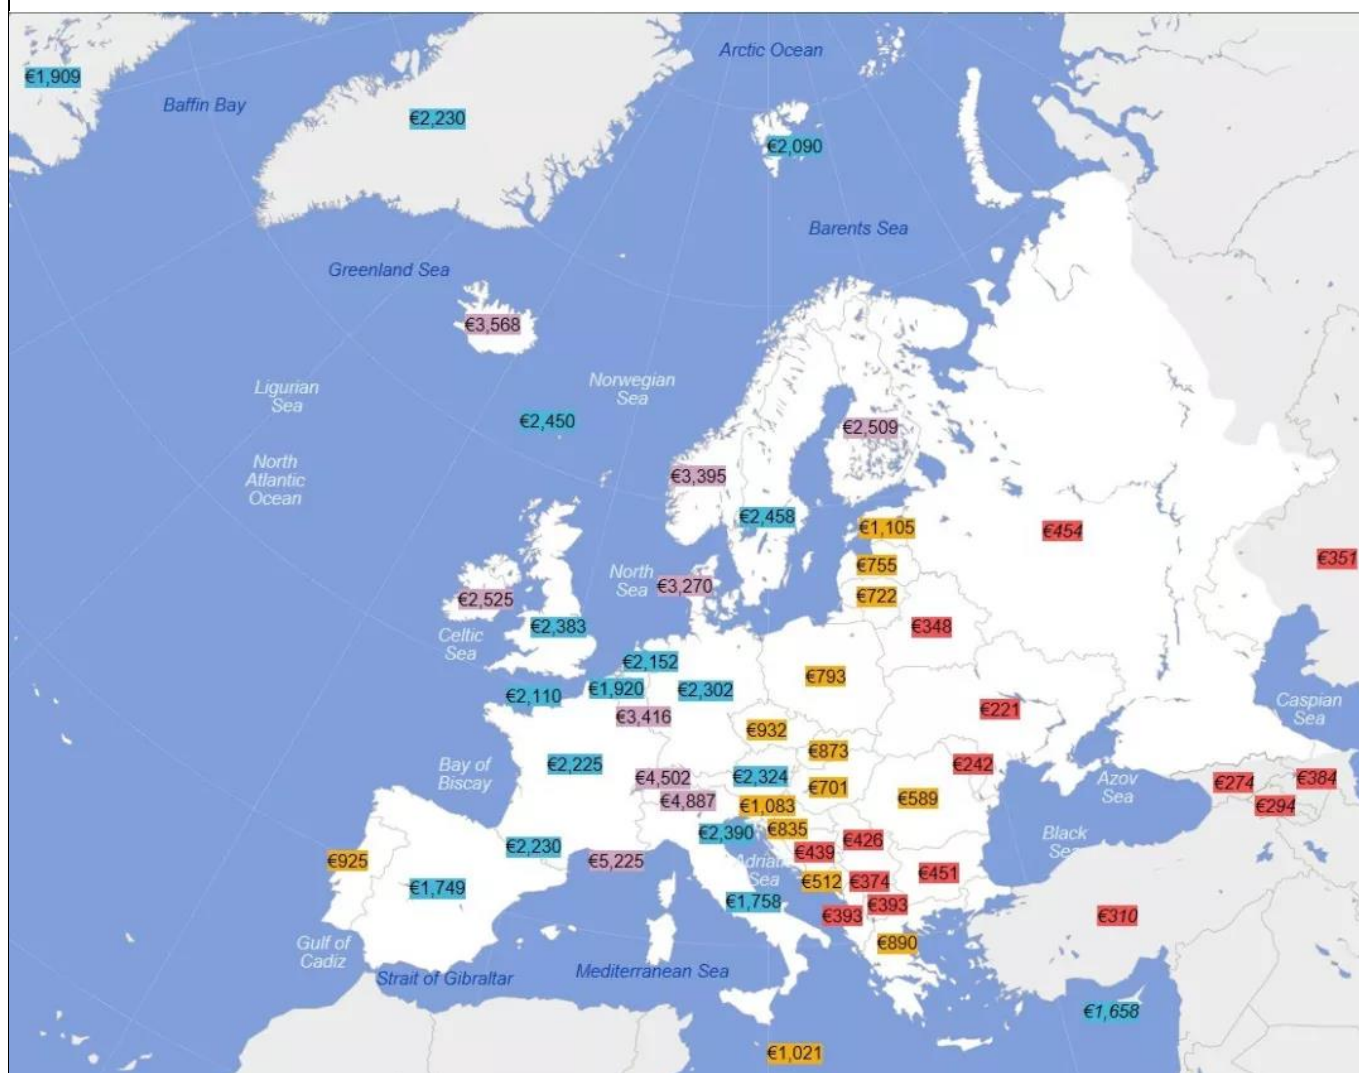 Arctic Ocean
€1,909
Baffin Bay
€2,230
€2,090
Barents Sea
Greenland Sea
€3,568
Norwegian
Sea
Ligurian
Sea
€2,450
€2,509
North
Atlantic
Ocean
€3,395
€2,458
€1,105
€454
€351
€755
North
Sea
€3,270
€722
€2,525
€2,383
€348
Celtic
Sea
€2,152
€793
€2,110
€1,920
€2,302
€221
Caspian
Sea
€3,416
€932
€873
Bay of
Biscay
€2,225
€4,502
€2,324
€242
Azov
Sea
€274
€384
€701
€589
€4,887
€1,083
€294
€2,390
€835
€426
Black
Sea
€2,230
€439
€925
€5,225
Adriatic
Sea
€512
€374
€451
€1,749
€1,758
€393
€393
€310
Gulf of
Cadiz
€890
Strait of Gibraltar
Mediterranean Sea
€1,658
€1,021